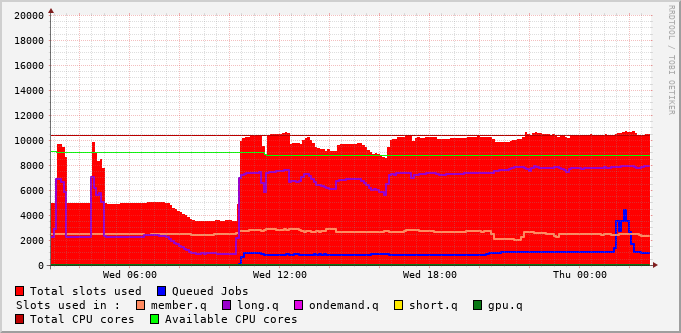 RRDTOOL / TOBI OETIKER
20000
18000
16000
14000
12000
10000
8000
6000
4000
2000
0
Wed 06:00 Wed 12:00 Wed 18:00 Thu 00:00
Total slots used Queued Jobs
Slots used in : member.q long.q ondemand.q short.q gpu.q
Total CPU cores Available CPU cores